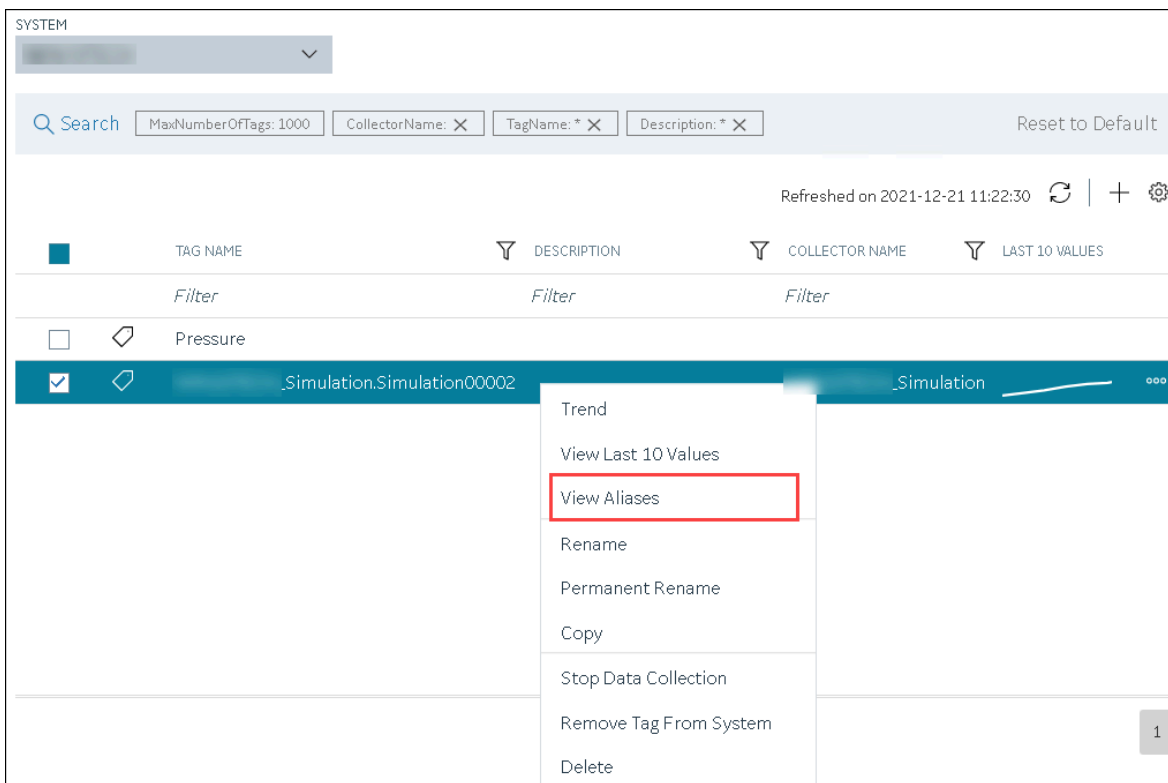 SYSTEM
Search MaxNumberOfTags: 1000 CollectorName: TagName: * Description: * Reset to Default
Refreshed on 2021-12-21 11:22:30
TAG NAME DESCRIPTION COLLECTOR NAME LAST 10 VALUES
Filter Filter Filter
Pressure
_Simulation.Simulation00002 _Simulation
Trend
View Last 10 Values
View Aliases
Rename
Permanent Rename
Copy
Stop Data Collection
Remove Tag From System
1
Delete